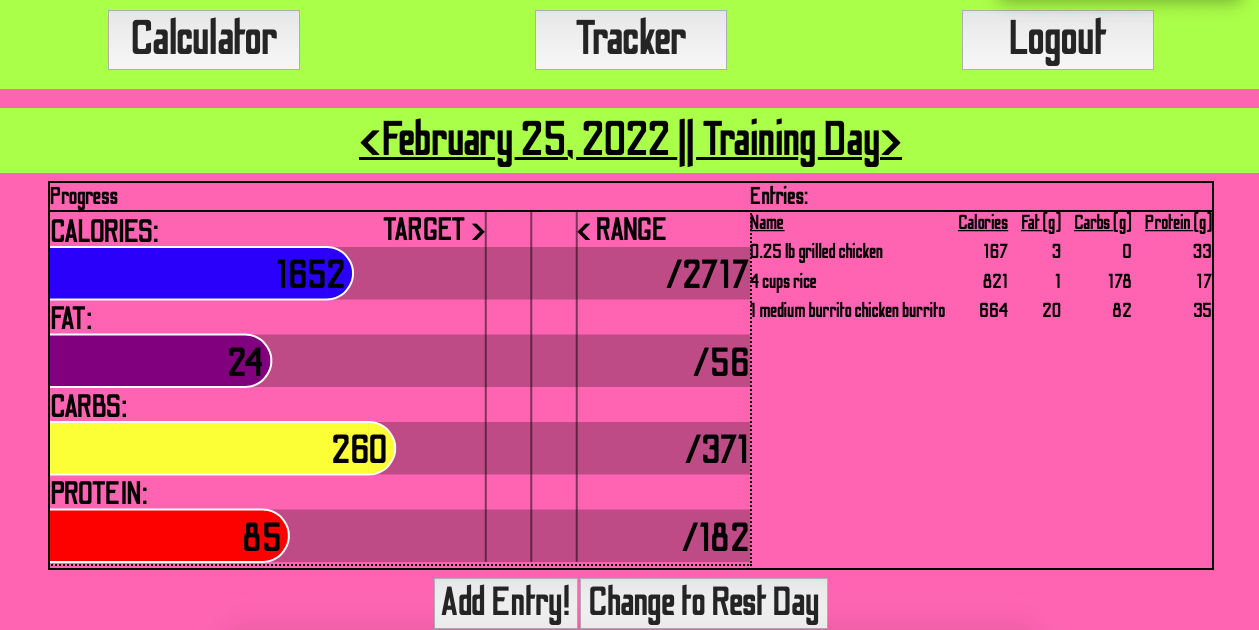 Calculator Tracker Logout
<February 25, 2022 || Training Day>
Progress
CALORIES: TARGET > < RANGE
1652 /2717
FAT:
24 /56
CARBS:
260 /371
PROTEIN:
85 /182
Entries:
Name Calories Fat (g) Carbs (g) Protein (g)
0.25 lb grilled chicken 167 3 0 33
4 cups rice 821 1 178 17
1 medium burrito chicken burrito 664 20 82 35
Add Entry! Change to Rest Day